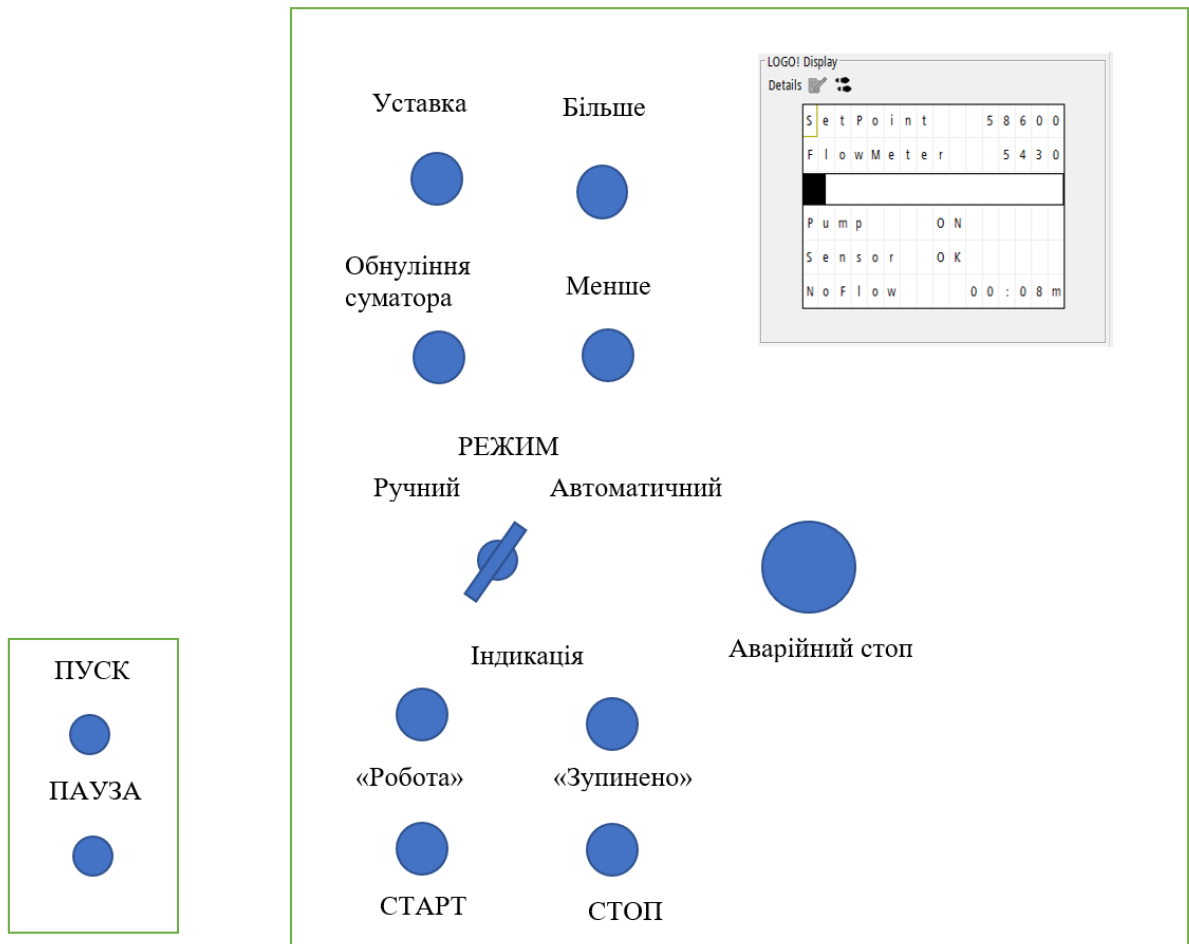 Уставка
Більше
LOGO! Display
Details
SetPoint 58600
FlowMeter 5430
Pump ON
Sensor OK
NoFlow 00:08m
Обнуління
суматора
Менше
РЕЖИМ
Ручний
Автоматичний
Аварійний стоп
Індикація
«Робота»
«Зупинено»
СТАРТ
СТОП
ПУСК
ПАУЗА